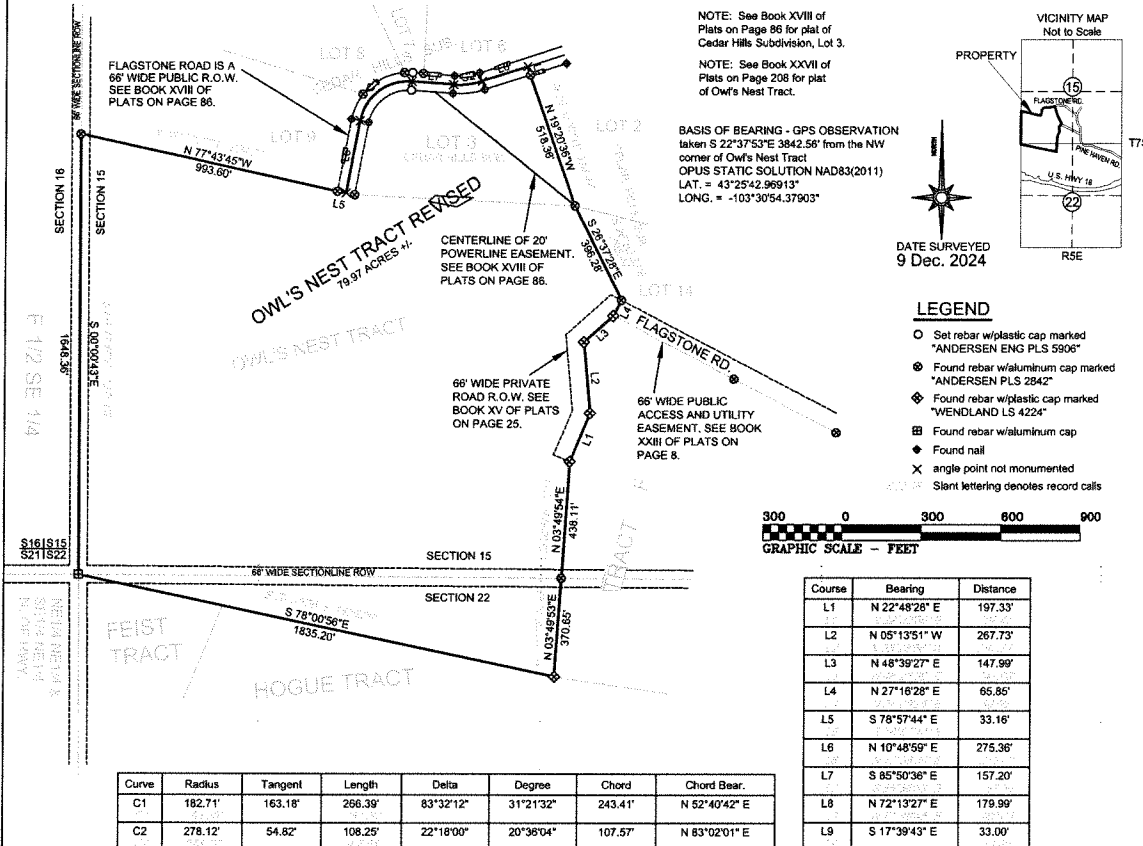 NOTE: See Book XVIII of
Plats on Page 86 for plat of
Cedar Hills Subdivision, Lot 3.
NOTE: See Book XXVII of
Plats on Page 208 for plat
of Owl's Nest Tract.
VICINITY MAP
Not to Scale
PROPERTY
15
FLAGSTONE RD.
PINE HAVEN RD.
U.S. HWY 18
22
R5E
BASIS OF BEARING - GPS OBSERVATION
taken S 22°37'53"E 3842.56' from the NW
corner of Owl's Nest Tract
OPUS STATIC SOLUTION NAD83(2011)
LAT. = 43°25'42.96913"
LONG. = -103°30'54.37903"
NORTH
DATE SURVEYED
9 Dec. 2024
FLAGSTONE ROAD IS A
66' WIDE PUBLIC R.O.W.
SEE BOOK XVIII OF
PLATS ON PAGE 86.
66' WIDE SECTIONLINE ROW
LOT 5
LOT 6
LOT 9
LOT 3
LOT 2
LOT 14
N 77°43'45"W
993.60'
L5
N 19°20'36"W
518.36'
S 26°37'28"E
396.28'
SECTION 16
SECTION 15
OWL'S NEST TRACT REVISED
79.97 ACRES +/-
CENTERLINE OF 20'
POWERLINE EASEMENT.
SEE BOOK XVIII OF
PLATS ON PAGE 86.
OWL'S NEST TRACT
L4
L3
L2
L1
FLAGSTONE RD.
66' WIDE PRIVATE
ROAD R.O.W. SEE
BOOK XV OF PLATS
ON PAGE 25.
66' WIDE PUBLIC
ACCESS AND UTILITY
EASEMENT. SEE BOOK
XXIII OF PLATS ON
PAGE 8.
E 1/2 SE 1/4
1648.36'
S 00°00'43"E
N 03°49'54"E
438.11'
TRACT
S16 S15
S21 S22
SECTION 15
66' WIDE SECTIONLINE ROW
SECTION 22
S 78°00'56"E
1835.20'
N 03°49'53"E
370.65'
FEIST
TRACT
HOGUE TRACT
LEGEND
Set rebar w/plastic cap marked
"ANDERSEN ENG PLS 5906"
Found rebar w/aluminum cap marked
"ANDERSEN PLS 2842"
Found rebar w/plastic cap marked
"WENDLAND LS 4224"
Found rebar w/aluminum cap
Found nail
angle point not monumented
Slant lettering denotes record calls
300 0 300 600 900
GRAPHIC SCALE - FEET
Course Bearing Distance
L1 N 22°48'28" E 197.33'
L2 N 05°13'51" W 267.73'
L3 N 48°39'27" E 147.99'
L4 N 27°16'28" E 65.85'
L5 S 78°57'44" E 33.16'
L6 N 10°48'59" E 275.36'
L7 S 85°50'36" E 157.20'
L8 N 72°13'27" E 179.99'
L9 S 17°39'43" E 33.00'
Curve Radius Tangent Length Delta Degree Chord Chord Bear.
C1 182.71' 163.18' 266.39' 83°32'12" 31°21'32" 243.41' N 52°40'42" E
C2 278.12' 54.82' 108.25' 22°18'00" 20°36'04" 107.57' N 83°02'01" E